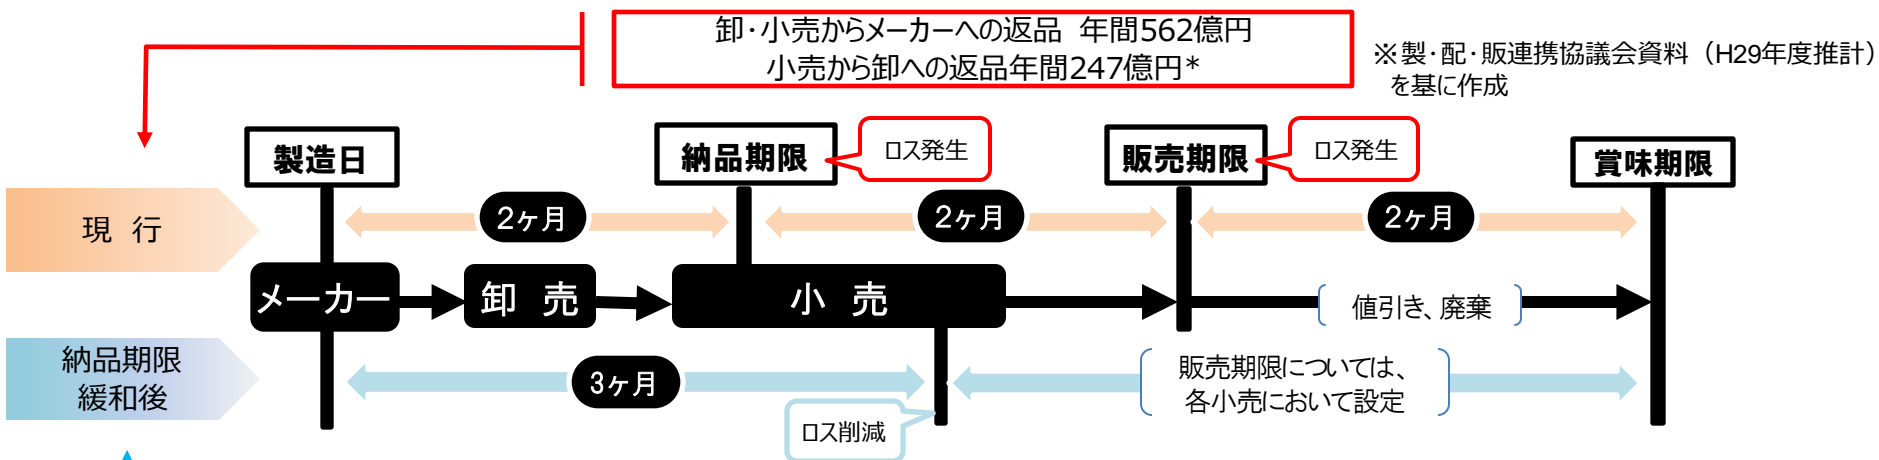 卸・小売からメーカーへの返品 年間562億円
小売から卸への返品年間247億円*
※製・配・販連携協議会資料（H29年度推計）
を基に作成
製造日
納品期限
ロス発生
販売期限
ロス発生
賞味期限
現 行
2ヶ月
2ヶ月
2ヶ月
メーカー
卸 売
小 売
値引き、廃棄
納品期限
緩和後
3ヶ月
販売期限については、
各小売において設定
ロス削減